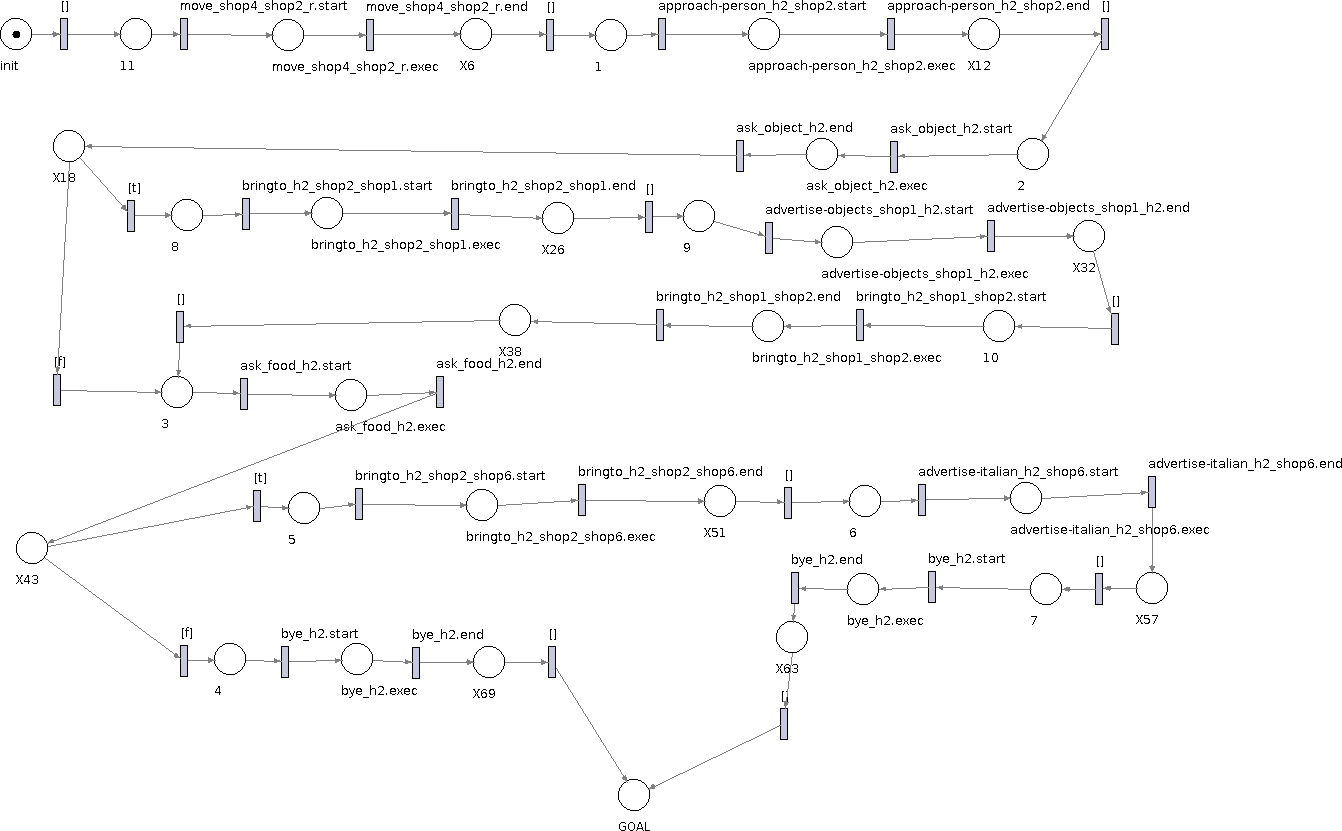 []
move_shop4_shop2_r.start
move_shop4_shop2_r.end
[]
approach-person_h2_shop2.start
approach-person_h2_shop2.end
[]
init
11
move_shop4_shop2_r.exec
X6
1
approach-person_h2_shop2.exec
X12
ask_object_h2.end
ask_object_h2.start
X18
ask_object_h2.exec
2
[t]
bringto_h2_shop2_shop1.start
bringto_h2_shop2_shop1.end
[]
advertise-objects_shop1_h2.start
advertise-objects_shop1_h2.end
8
bringto_h2_shop2_shop1.exec
X26
9
advertise-objects_shop1_h2.exec
X32
[]
bringto_h2_shop1_shop2.end
bringto_h2_shop1_shop2.start
[]
X38
bringto_h2_shop1_shop2.exec
10
[f]
ask_food_h2.start
ask_food_h2.end
3
ask_food_h2.exec
[t]
bringto_h2_shop2_shop6.start
bringto_h2_shop2_shop6.end
[]
advertise-italian_h2_shop6.start
advertise-italian_h2_shop6.end
5
bringto_h2_shop2_shop6.exec
X51
6
advertise-italian_h2_shop6.exec
X43
bye_h2.end
bye_h2.start
[]
bye_h2.exec
7
X57
[f]
bye_h2.start
bye_h2.end
[]
X63
4
bye_h2.exec
X69
[]
GOAL